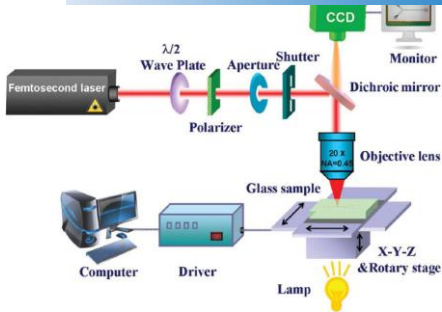 CCD
Monitor
λ/2
Wave Plate
Aperture
Shutter
Femtosecond laser
Dichroic mirror
Polarizer
20 x
NA=0.45
Objective lens
Glass sample
X-Y-Z
&Rotary stage
Computer
Driver
Lamp